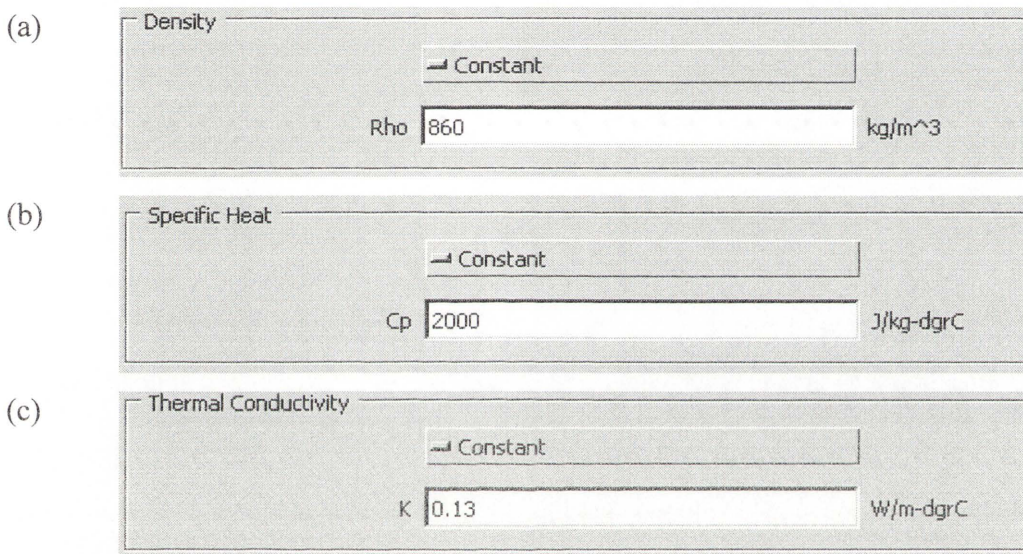 (a)
Density
Constant
Rho 860 kg/m^3
(b)
Specific Heat
Constant
Cp 2000 J/kg-dgrC
(c)
Thermal Conductivity
Constant
K 0.13 W/m-dgrC